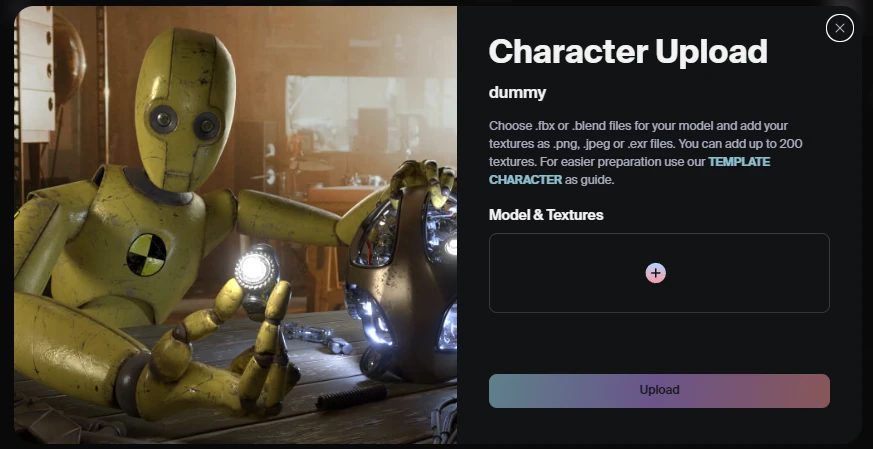 Character Upload
dummy
Choose .fbx or .blend files for your model and add your
textures as .png, .jpeg or .exr files. You can add up to 200
textures. For easier preparation use our TEMPLATE
CHARACTER as guide.
Model & Textures
Upload